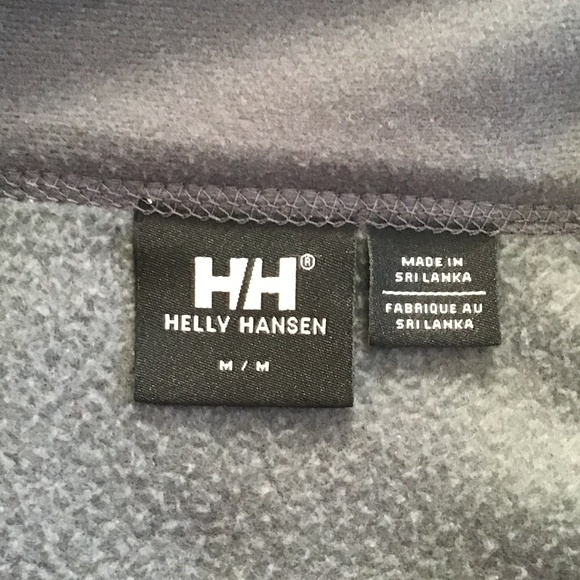 HH®
HELLY HANSEN
M / M
MADE IN
SRI LANKA
FABRIQUE AU
SRI LANKA